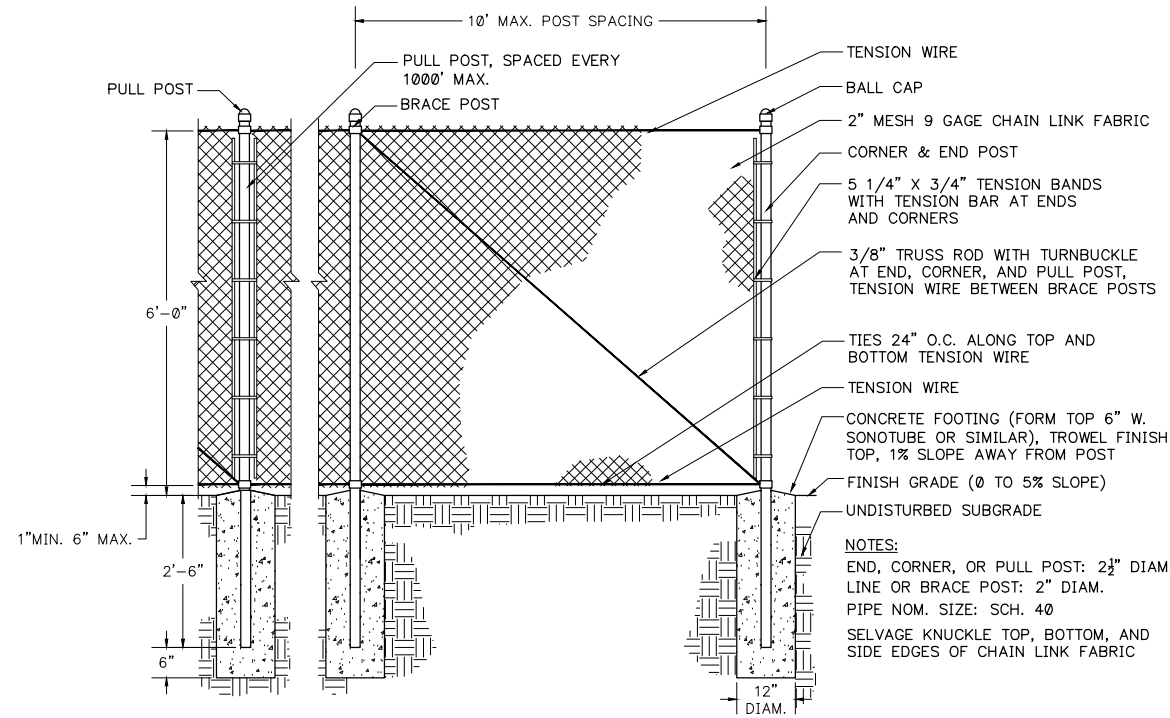 10' MAX. POST SPACING
PULL POST
PULL POST, SPACED EVERY
1000' MAX.
BRACE POST
TENSION WIRE
BALL CAP
2" MESH 9 GAGE CHAIN LINK FABRIC
CORNER & END POST
5 1/4" X 3/4" TENSION BANDS
WITH TENSION BAR AT ENDS
AND CORNERS
3/8" TRUSS ROD WITH TURNBUCKLE
AT END, CORNER, AND PULL POST,
TENSION WIRE BETWEEN BRACE POSTS
6'-0"
TIES 24" O.C. ALONG TOP AND
BOTTOM TENSION WIRE
TENSION WIRE
CONCRETE FOOTING (FORM TOP 6" W.
SONOTUBE OR SIMILAR), TROWEL FINISH
TOP, 1% SLOPE AWAY FROM POST
FINISH GRADE (0 TO 5% SLOPE)
UNDISTURBED SUBGRADE
1"MIN. 6" MAX.
2'-6"
6"
12"
DIAM.
NOTES:
END, CORNER, OR PULL POST: 2½" DIAM
LINE OR BRACE POST: 2" DIAM.
PIPE NOM. SIZE: SCH. 40
SELVAGE KNUCKLE TOP, BOTTOM, AND
SIDE EDGES OF CHAIN LINK FABRIC